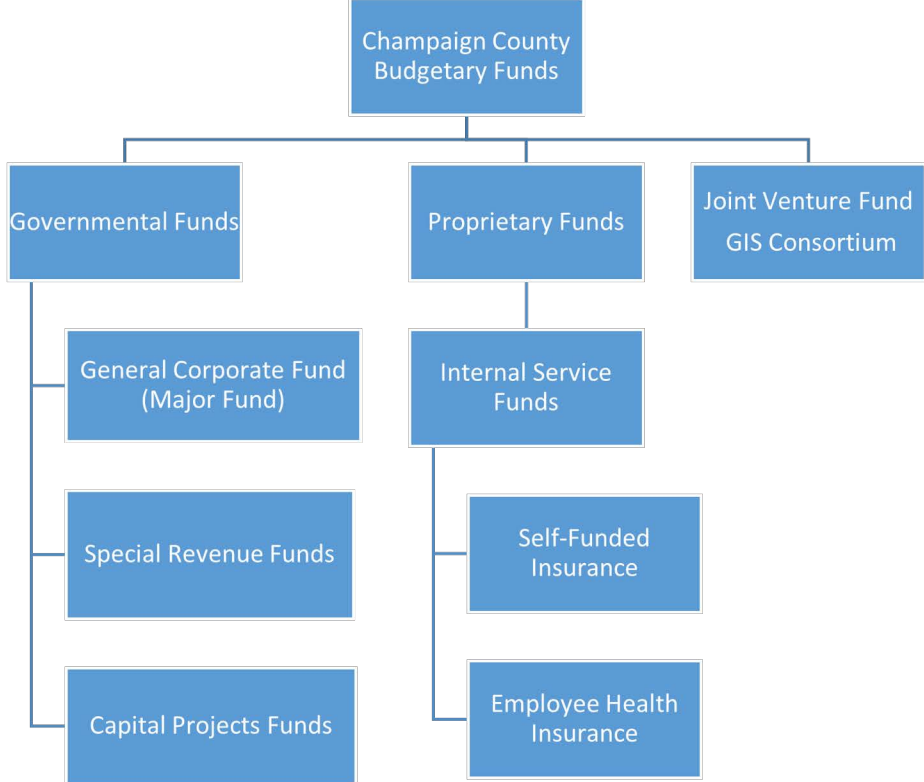 Champaign County
Budgetary Funds
Governmental Funds
Proprietary Funds
Joint Venture Fund
GIS Consortium
General Corporate Fund
(Major Fund)
Internal Service
Funds
Special Revenue Funds
Self-Funded
Insurance
Capital Projects Funds
Employee Health
Insurance